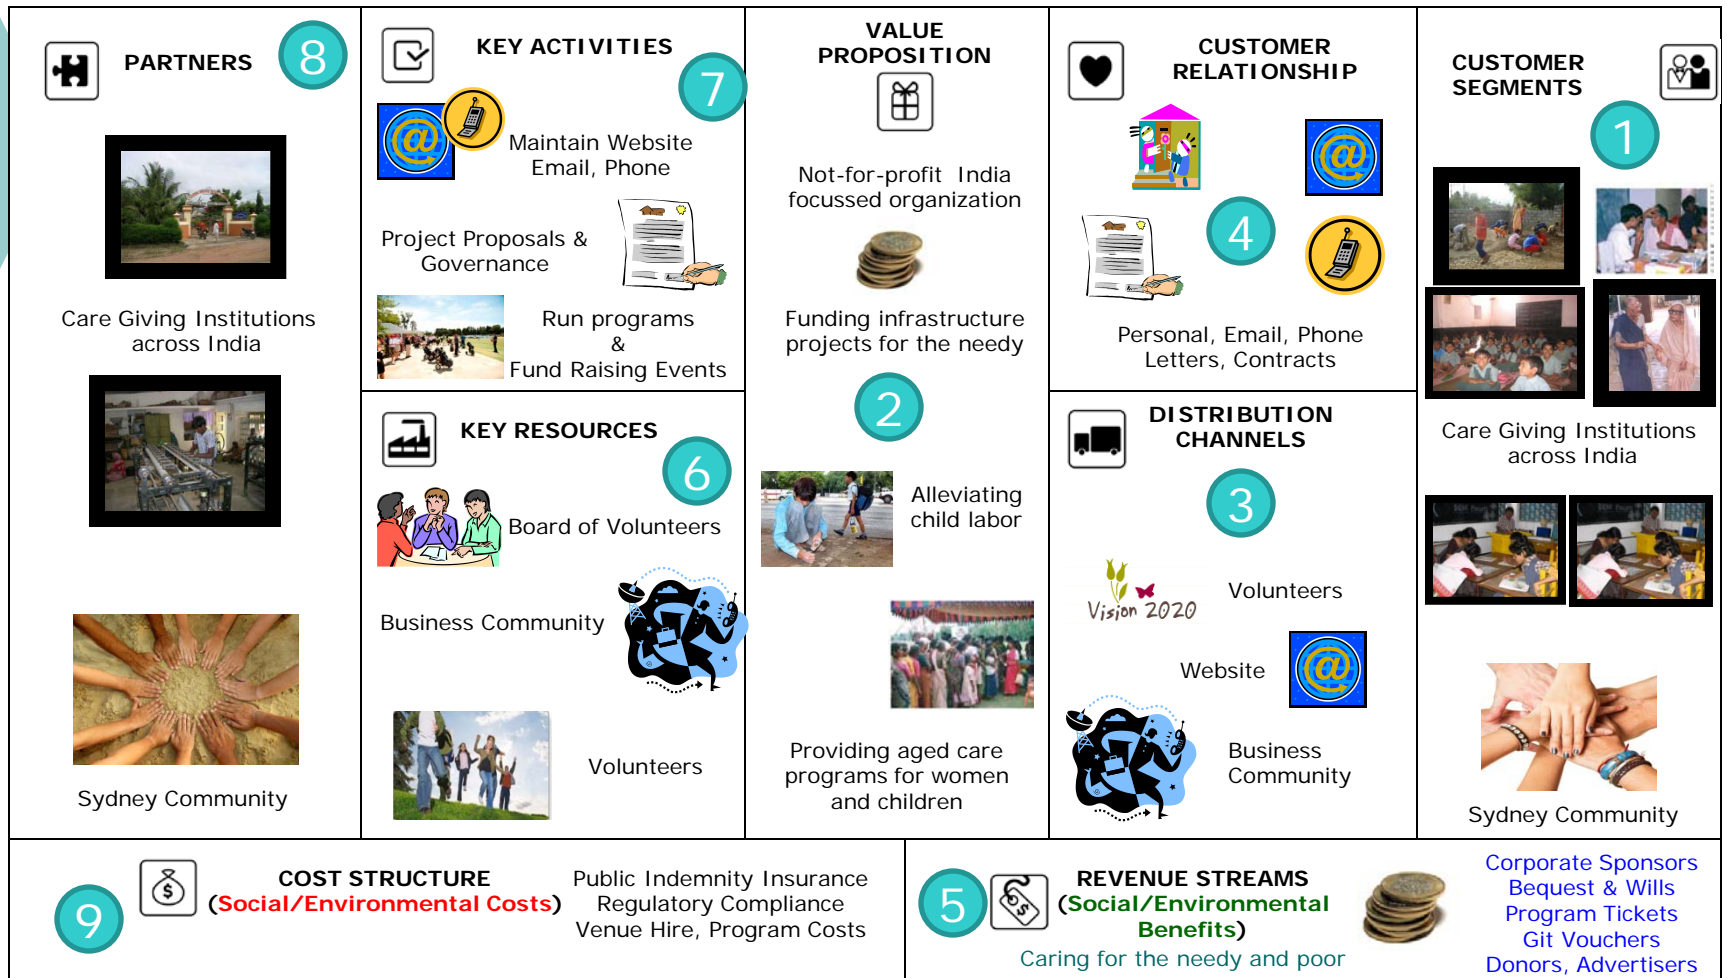 PARTNERS
8
Care Giving Institutions
across India
Sydney Community
KEY ACTIVITIES
7
Maintain Website
Email, Phone
Project Proposals &
Governance
Run programs
&
Fund Raising Events
KEY RESOURCES
6
Board of Volunteers
Business Community
Volunteers
VALUE
PROPOSITION
Not-for-profit India
focussed organization
Funding infrastructure
projects for the needy
2
Alleviating
child labor
Providing aged care
programs for women
and children
CUSTOMER
RELATIONSHIP
4
Personal, Email, Phone
Letters, Contracts
DISTRIBUTION
CHANNELS
3
Vision 2020
Volunteers
Website
Business
Community
CUSTOMER
SEGMENTS
1
Care Giving Institutions
across India
Sydney Community
9
COST STRUCTURE
(Social/Environmental Costs)
Public Indemnity Insurance
Regulatory Compliance
Venue Hire, Program Costs
5
REVENUE STREAMS
(Social/Environmental
Benefits)
Caring for the needy and poor
Corporate Sponsors
Bequest & Wills
Program Tickets
Git Vouchers
Donors, Advertisers